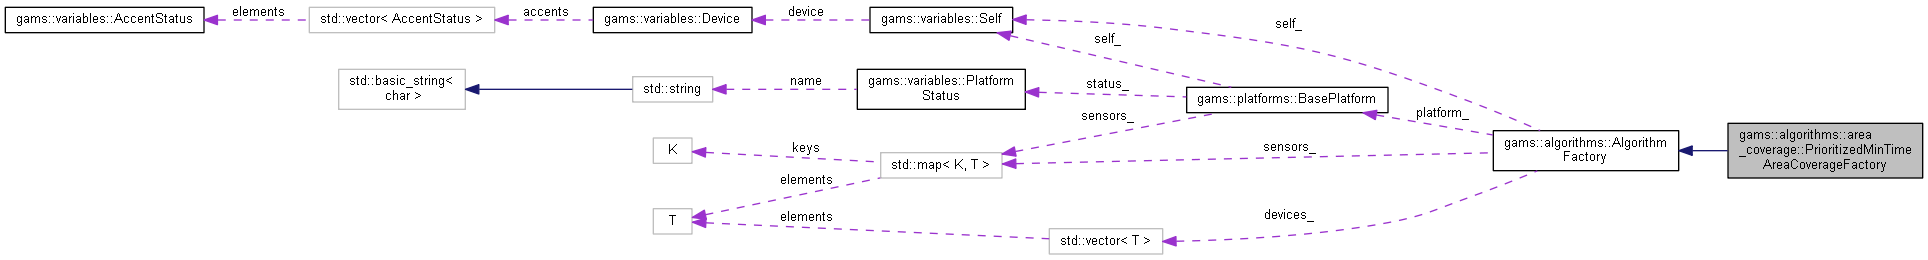 gams::variables::AccentStatus
elements
std::vector< AccentStatus >
accents
gams::variables::Device
device
gams::variables::Self
self_
self_
std::basic_string<
char >
std::string
name
gams::variables::Platform
Status
status_
gams::platforms::BasePlatform
platform_
sensors_
K
keys
std::map< K, T >
sensors_
gams::algorithms::Algorithm
Factory
gams::algorithms::area
_coverage::PrioritizedMinTime
AreaCoverageFactory
elements
T
elements
std::vector< T >
devices_